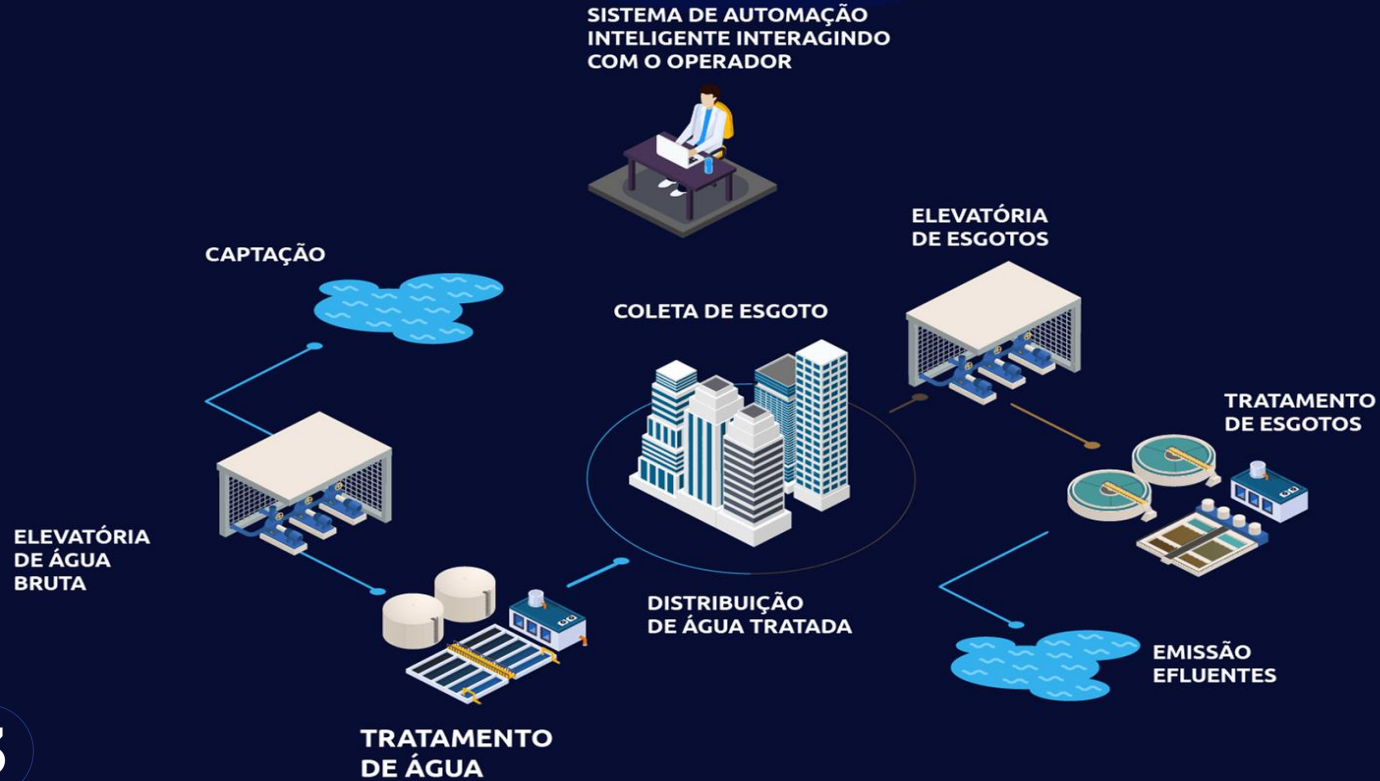 SISTEMA DE AUTOMAÇÃO
INTELIGENTE INTERAGINDO
COM O OPERADOR
ELEVATÓRIA
DE ESGOTOS
CAPTAÇÃO
COLETA DE ESGOTO
TRATAMENTO
DE ESGOTOS
ELEVATÓRIA
DE ÁGUA
BRUTA
DISTRIBUIÇÃO
DE ÁGUA TRATADA
EMISSÃO
EFLUENTES
TRATAMENTO
DE ÁGUA